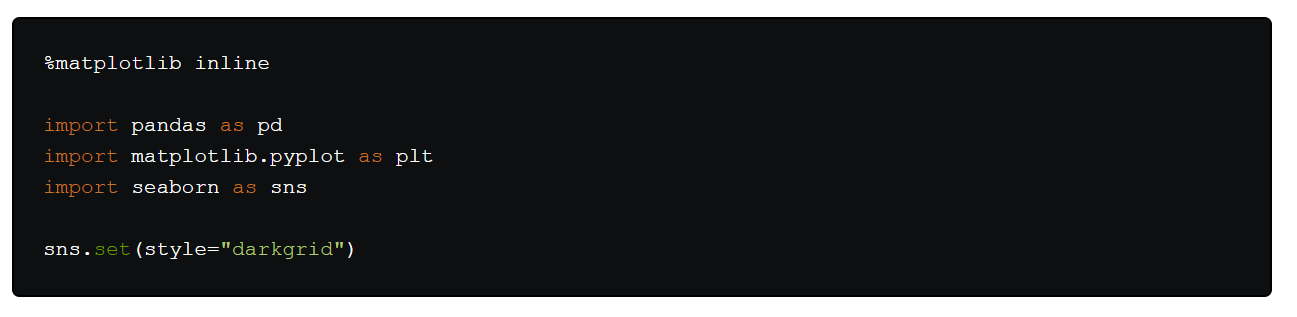 %matplotlib inline
import pandas as pd
import matplotlib.pyplot as plt
import seaborn as sns
sns.set(style="darkgrid")